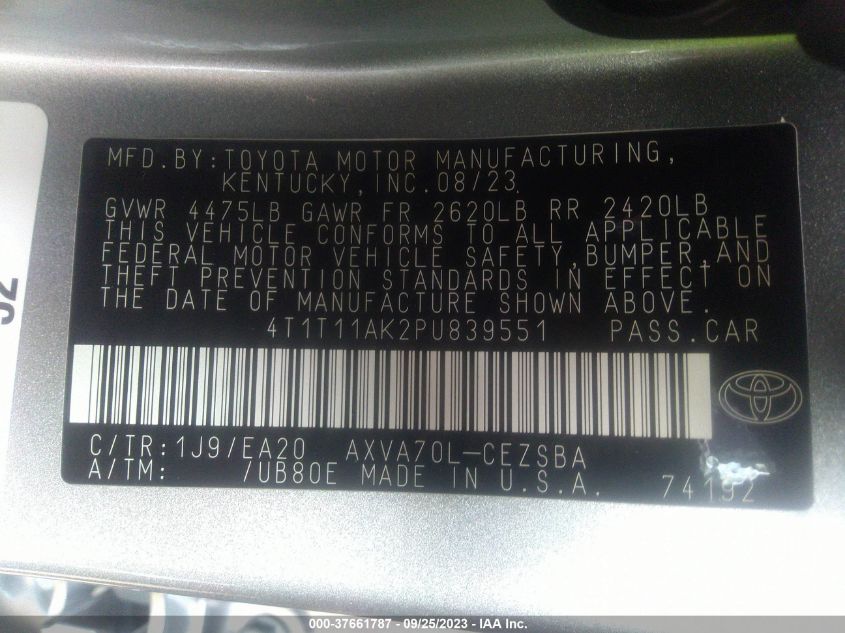 MFD.BY:TOYOTA MOTOR MANUFACTURING,
KENTUCKY,INC.08/23
GVWR 4475LB GAWR FR 2620LB RR 2420LB
THIS VEHICLE CONFORMS TO ALL APPLICABLE
FEDERAL MOTOR VEHICLE SAFETY,BUMPER,AND
THEFT PREVENTION STANDARDS IN EFFECT ON
THE DATE OF MANUFACTURE SHOWN ABOVE.
4T1T11AK2PU839551 PASS.CAR
C/TR:1J9/EA20 AXVA70L-CEZSBA
A/TM: /UB80E MADE IN U.S.A. 74192
000-37661787 - 09/25/2023 - IAA Inc.